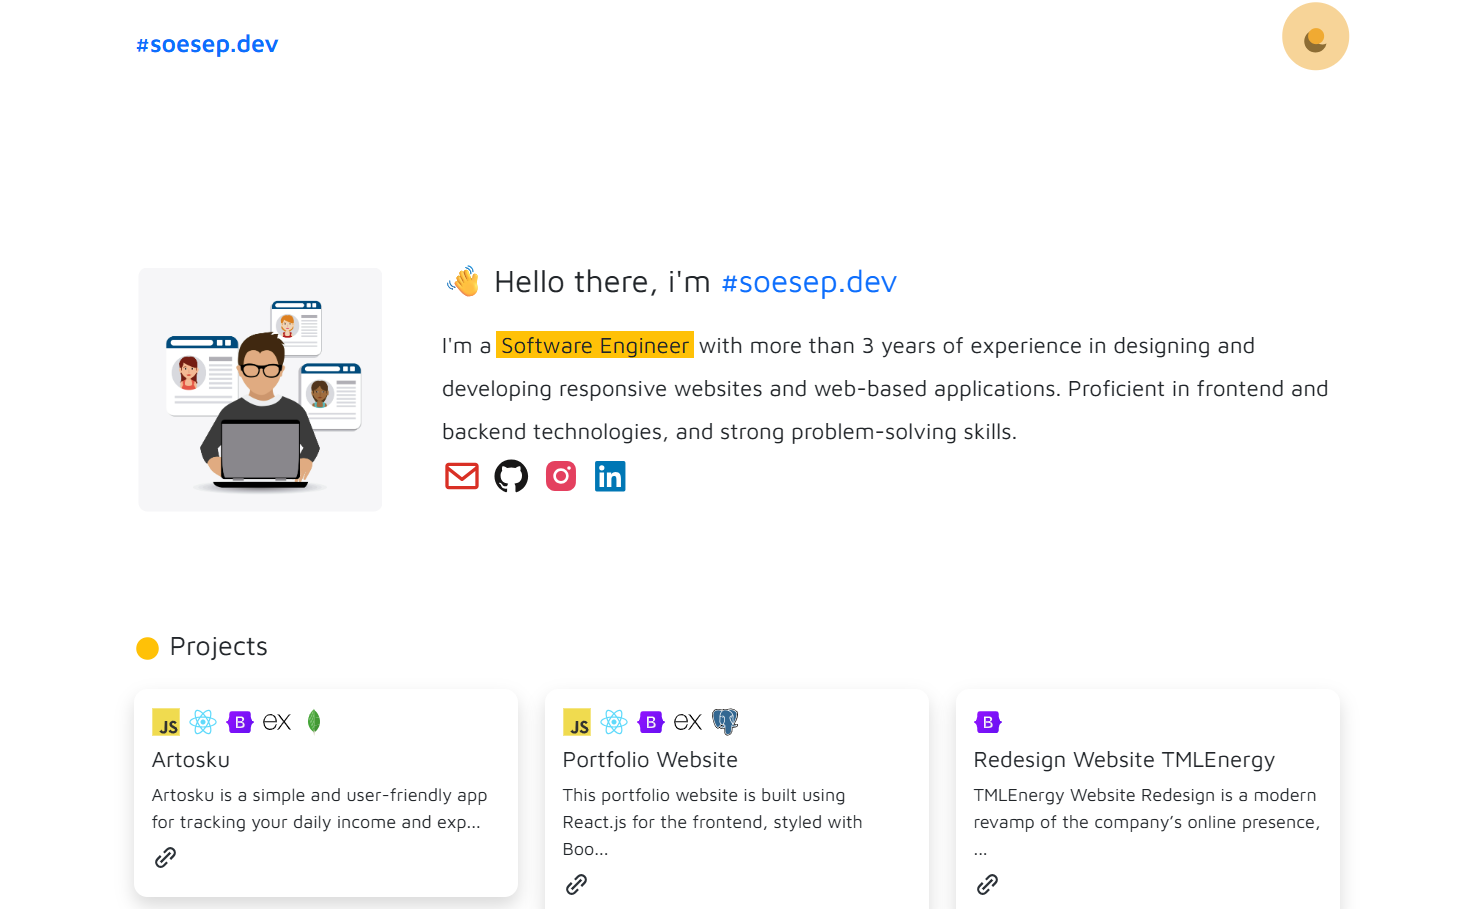 #soesep.dev
👋 Hello there, i'm #soesep.dev
I'm a Software Engineer with more than 3 years of experience in designing and
developing responsive websites and web-based applications. Proficient in frontend and
backend technologies, and strong problem-solving skills.
in
Projects
JS B ex
Artosku
Artosku is a simple and user-friendly app
for tracking your daily income and exp...
JS B ex
Portfolio Website
This portfolio website is built using
React.js for the frontend, styled with
Boo...
B
Redesign Website TMLEnergy
TMLEnergy Website Redesign is a modern
revamp of the company’s online presence,
...